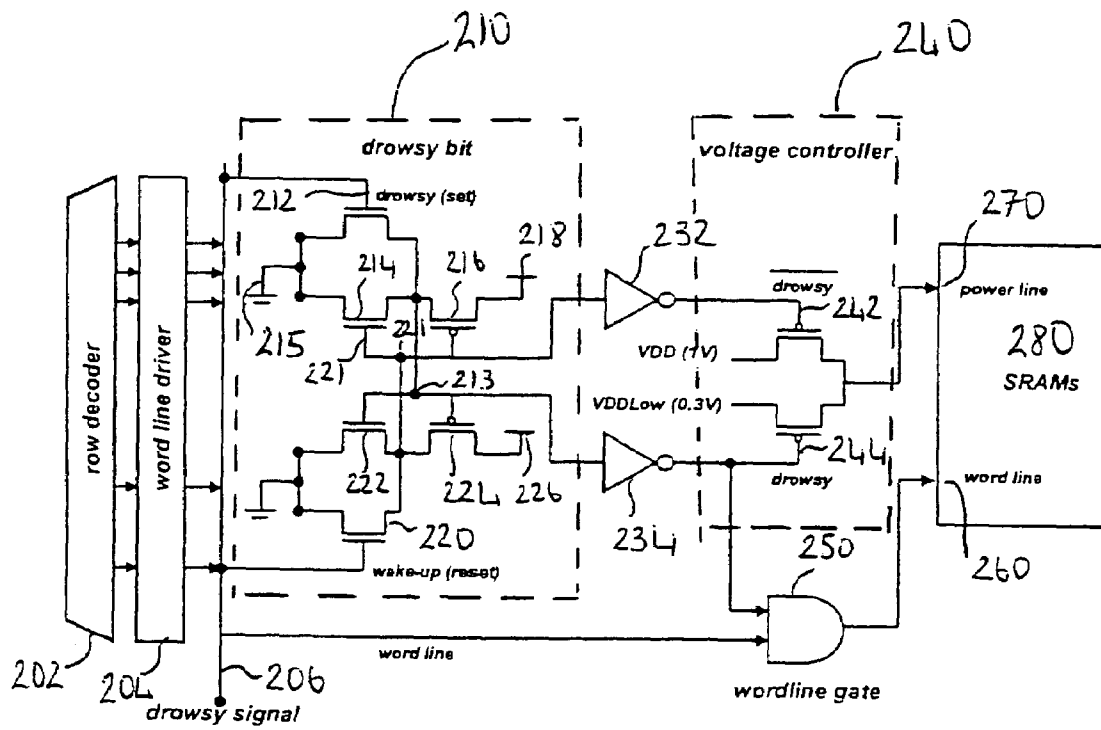 210
240
drowsy bit
voltage controller
212
drowsy (set)
218
232
270
214
216
drowsy
242
power line
215
221
221
VDD (1V)
280
SRAMs
213
VDDLow (0.3V)
row decoder
word line driver
222
224
226
244
drowsy
word line
220
234
250
260
wake-up (reset)
202
204
206
word line
wordline gate
drowsy signal